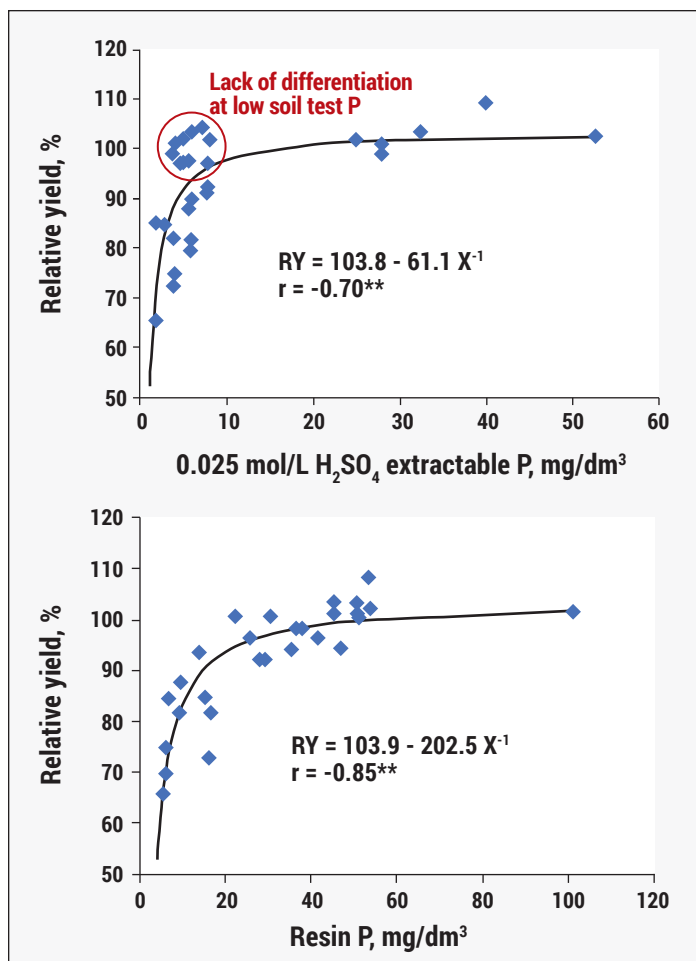 120
110
100
90
80
70
60
50
Relative yield, %
Lack of differentiation
at low soil test P
RY = 103.8 - 61.1 X⁻¹
r = -0.70**
0 10 20 30 40 50 60
0.025 mol/L H₂SO₄ extractable P, mg/dm³
120
110
100
90
80
70
60
50
Relative yield, %
RY = 103.9 - 202.5 X⁻¹
r = -0.85**
0 20 40 60 80 100 120
Resin P, mg/dm³